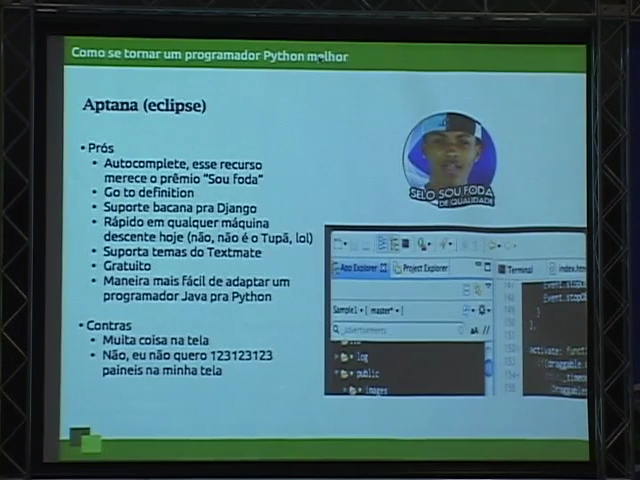 Como se tornar um programador Python melhor
Aptana (eclipse)
• Prós
• Autocomplete, esse recurso
merece o prêmio “Sou foda”
• Go to definition
• Suporte bacana pra Django
• Rápido em qualquer máquina
descente hoje (não, não é o Tupã, lol)
• Suporta temas do Textmate
• Gratuito
• Maneira mais fácil de adaptar um
programador Java pra Python
• Contras
• Muita coisa na tela
• Não, eu não quero 123123123
paineis na minha tela
SELO SOU FODA
DE QUALIDADE
App Explorer
Project Explorer
Terminal
index.htm
Sample1
master*
_advertisements
log
public
images
Event.stop
}
},
activate: funct